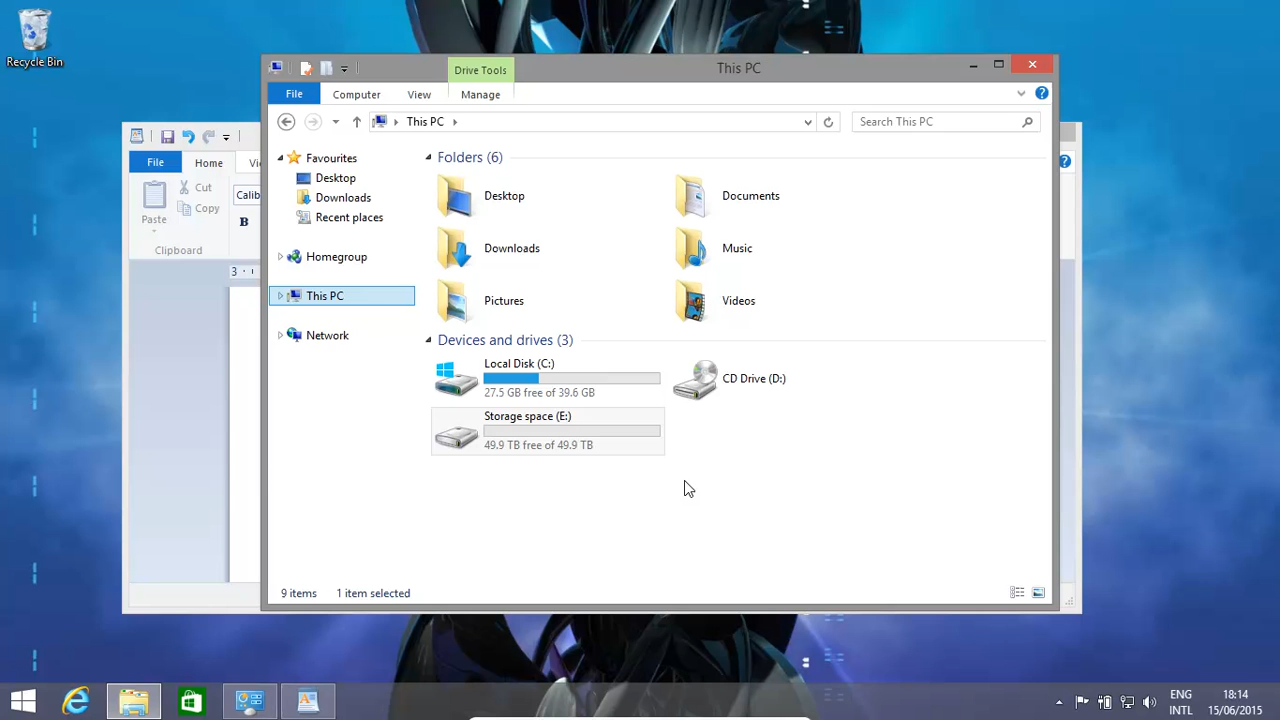 Recycle Bin
Drive Tools
This PC
File
Computer
View
Manage
This PC
Search This PC
Favourites
Desktop
Downloads
Recent places
Homegroup
This PC
Network
Folders (6)
Desktop
Documents
Downloads
Music
Pictures
Videos
Devices and drives (3)
Local Disk (C:)
27.5 GB free of 39.6 GB
CD Drive (D:)
Storage space (E:)
49.9 TB free of 49.9 TB
9 items
1 item selected
File
Home
Paste
Cut
Copy
Clipboard
Calib
B
3
ENG
INTL
18:14
15/06/2015